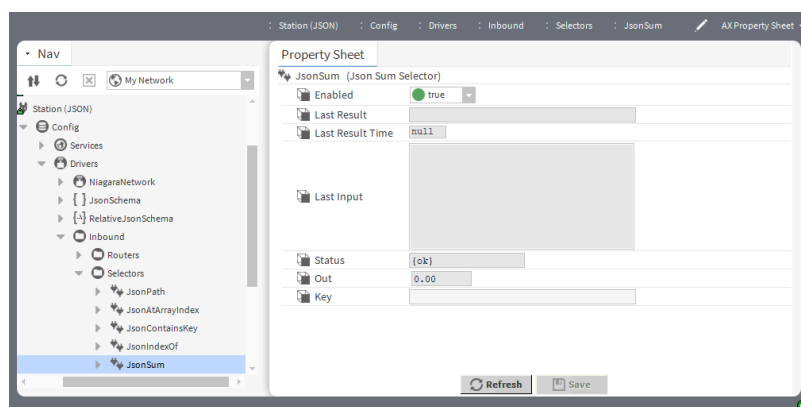 : Station (JSON) : Config : Drivers : Inbound : Selectors : JsonSum AX Property Sheet
Nav
My Network
Station (JSON)
Config
Services
Drivers
NiagaraNetwork
{ } JsonSchema
RelativeJsonSchema
Inbound
Routers
Selectors
JsonPath
JsonAtArrayIndex
JsonContainsKey
JsonIndexOf
JsonSum
Property Sheet
JsonSum (Json Sum Selector)
Enabled true
Last Result
Last Result Time null
Last Input
Status {ok}
Out 0.00
Key
Refresh Save